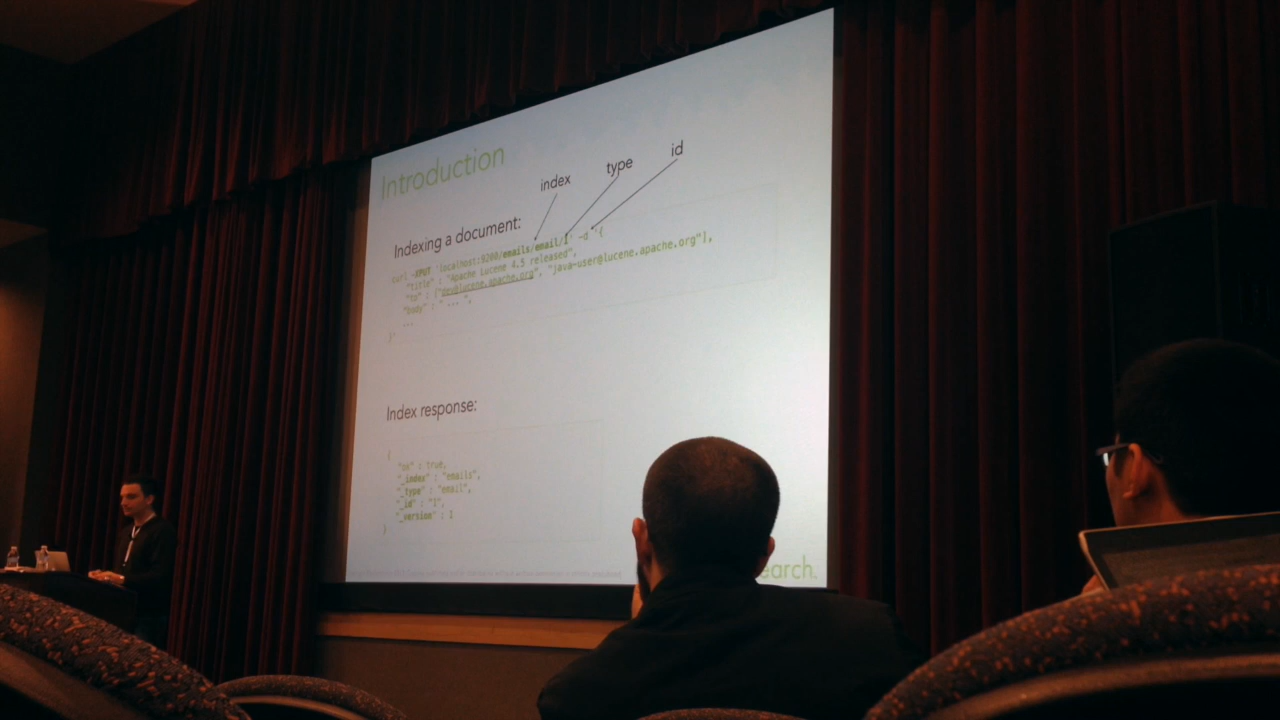 Introduction
index type id
Indexing a document:
curl -XPUT 'localhost:9200/emails/email/1' -d '{
"title" : "Apache Lucene 4.5 released",
"to" : ["dev@lucene.apache.org", "java-user@lucene.apache.org"],
"body" : " ... ",
...
}'
Index response:
{
"ok" : true,
"_index" : "emails",
"_type" : "email",
"_id" : "1",
"_version" : 1
}
earch.